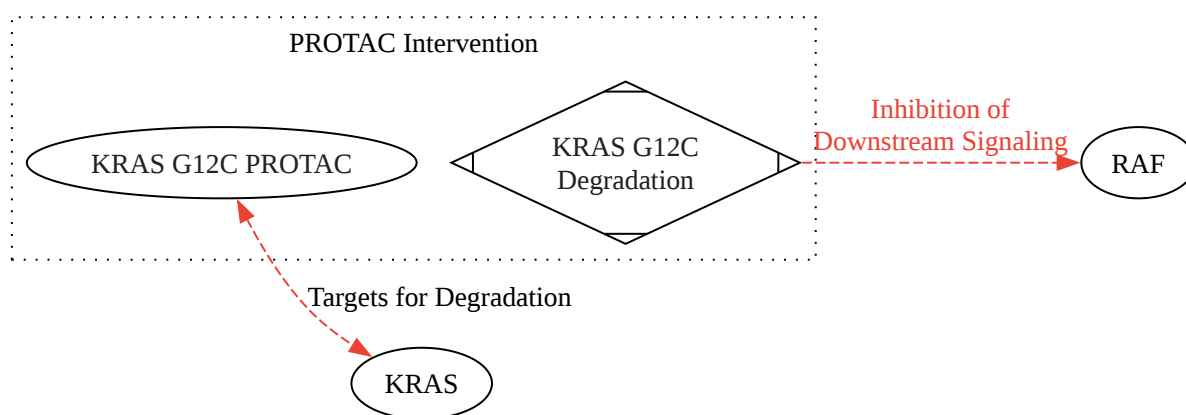 PROTAC Intervention
KRAS G12C PROTAC
KRAS G12C
Degradation
Inhibition of
Downstream Signaling
RAF
Targets for Degradation
KRAS